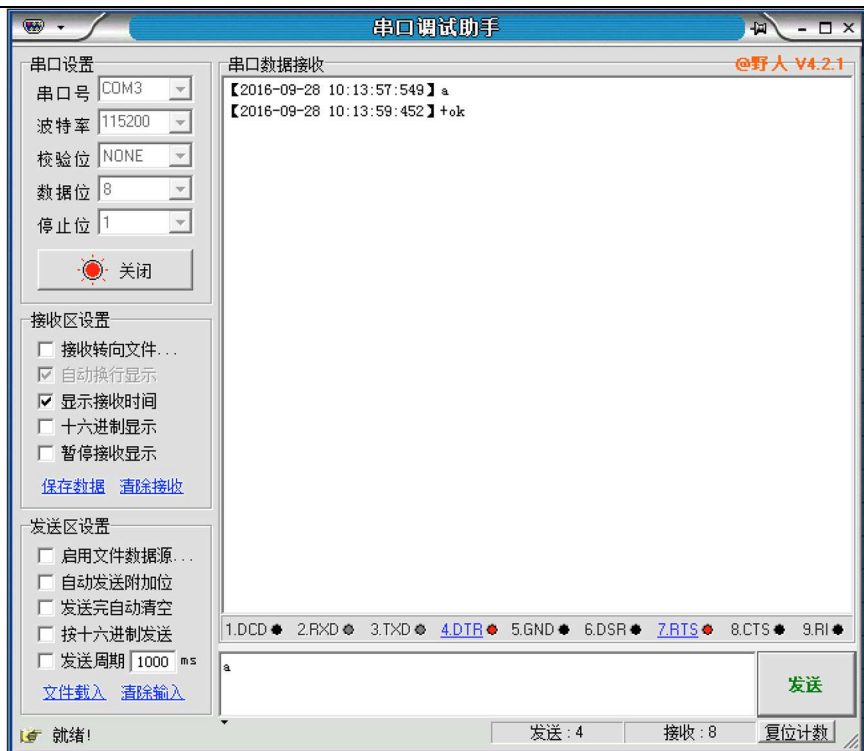 串口调试助手
串口设置
串口号 COM3
波特率 115200
校验位 NONE
数据位 8
停止位 1
关闭
接收区设置
接收转向文件...
自动换行显示
显示接收时间
十六进制显示
暂停接收显示
保存数据 清除接收
发送区设置
启用文件数据源...
自动发送附加位
发送完自动清空
按十六进制发送
发送周期 1000 ms
文件载入 清除输入
串口数据接收
@野人 V4.2.1
【2016-09-28 10:13:57:549】a
【2016-09-28 10:13:59:452】+ok
1.DCD 2.RXD 3.TXD 4.DTR 5.GND 6.DSR 7.RTS 8.CTS 9.RI
a
发送
就绪! 发送 : 4 接收 : 8 复位计数